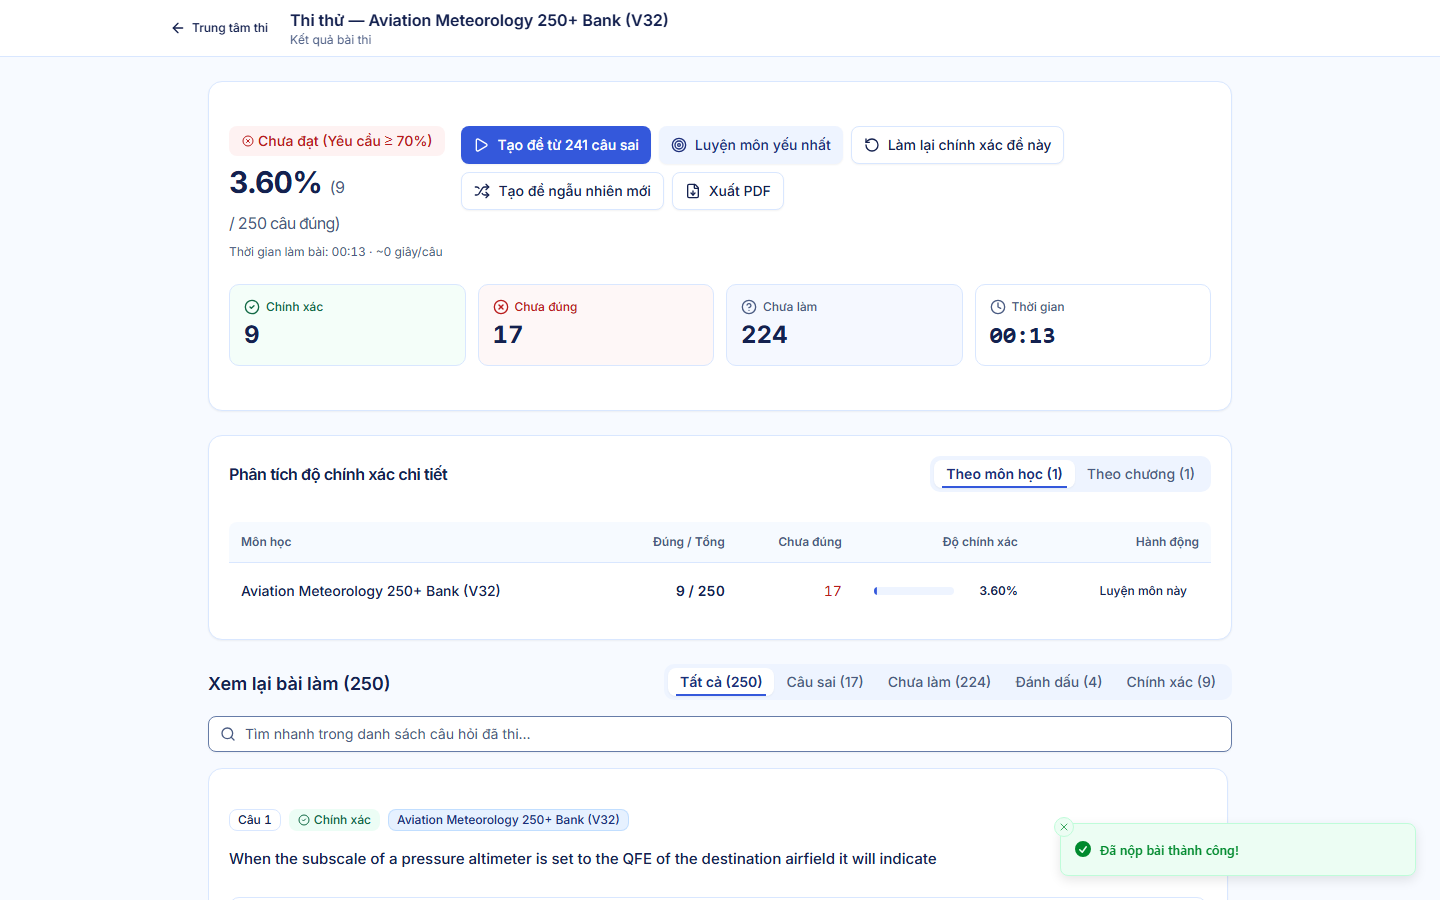 Trung tâm thi
Thi thử — Aviation Meteorology 250+ Bank (V32)
Kết quả bài thi
Chưa đạt (Yêu cầu ≥ 70%)
3.60% (9
/ 250 câu đúng)
Thời gian làm bài: 00:13 · ~0 giây/câu
Tạo đề từ 241 câu sai
Luyện môn yếu nhất
Làm lại chính xác đề này
Tạo đề ngẫu nhiên mới
Xuất PDF
Chính xác
9
Chưa đúng
17
Chưa làm
224
Thời gian
00:13
Phân tích độ chính xác chi tiết
Theo môn học (1)
Theo chương (1)
Môn học
Đúng / Tổng
Chưa đúng
Độ chính xác
Hành động
Aviation Meteorology 250+ Bank (V32)
9 / 250
17
3.60%
Luyện môn này
Xem lại bài làm (250)
Tất cả (250)
Câu sai (17)
Chưa làm (224)
Đánh dấu (4)
Chính xác (9)
Tìm nhanh trong danh sách câu hỏi đã thi...
Câu 1
Chính xác
Aviation Meteorology 250+ Bank (V32)
When the subscale of a pressure altimeter is set to the QFE of the destination airfield it will indicate
Đã nộp bài thành công!